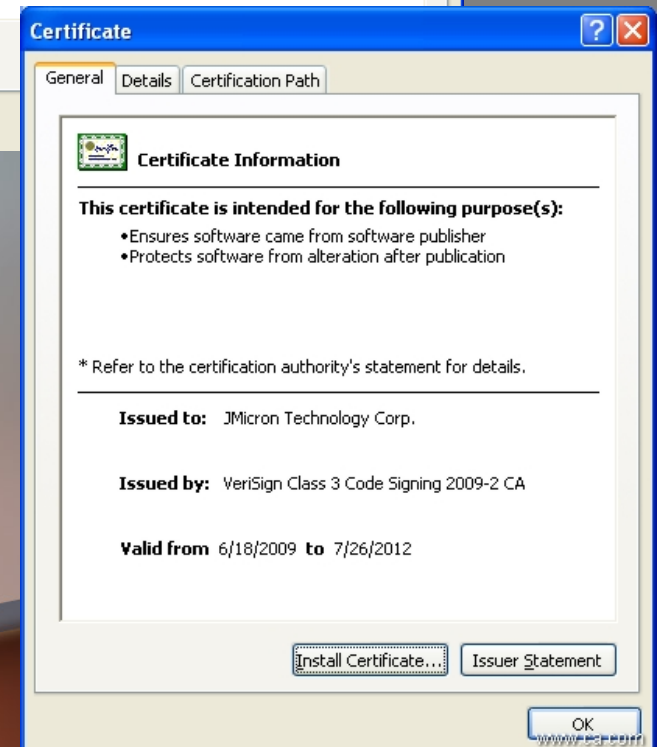 Certificate
General Details Certification Path
Certificate Information
This certificate is intended for the following purpose(s):
•Ensures software came from software publisher
•Protects software from alteration after publication
* Refer to the certification authority's statement for details.
Issued to: JMicron Technology Corp.
Issued by: VeriSign Class 3 Code Signing 2009-2 CA
Valid from 6/18/2009 to 7/26/2012
Install Certificate... Issuer Statement
OK
www.ca.com